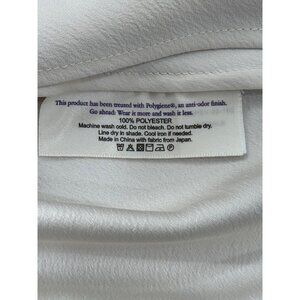 This product has been treated with Polygiene®, an anti-odor finish.
Go ahead: Wear it more and wash it less.
100% POLYESTER
Machine wash cold. Do not bleach. Do not tumble dry.
Line dry in shade. Cool iron if needed.
Made in China with fabric from Japan.